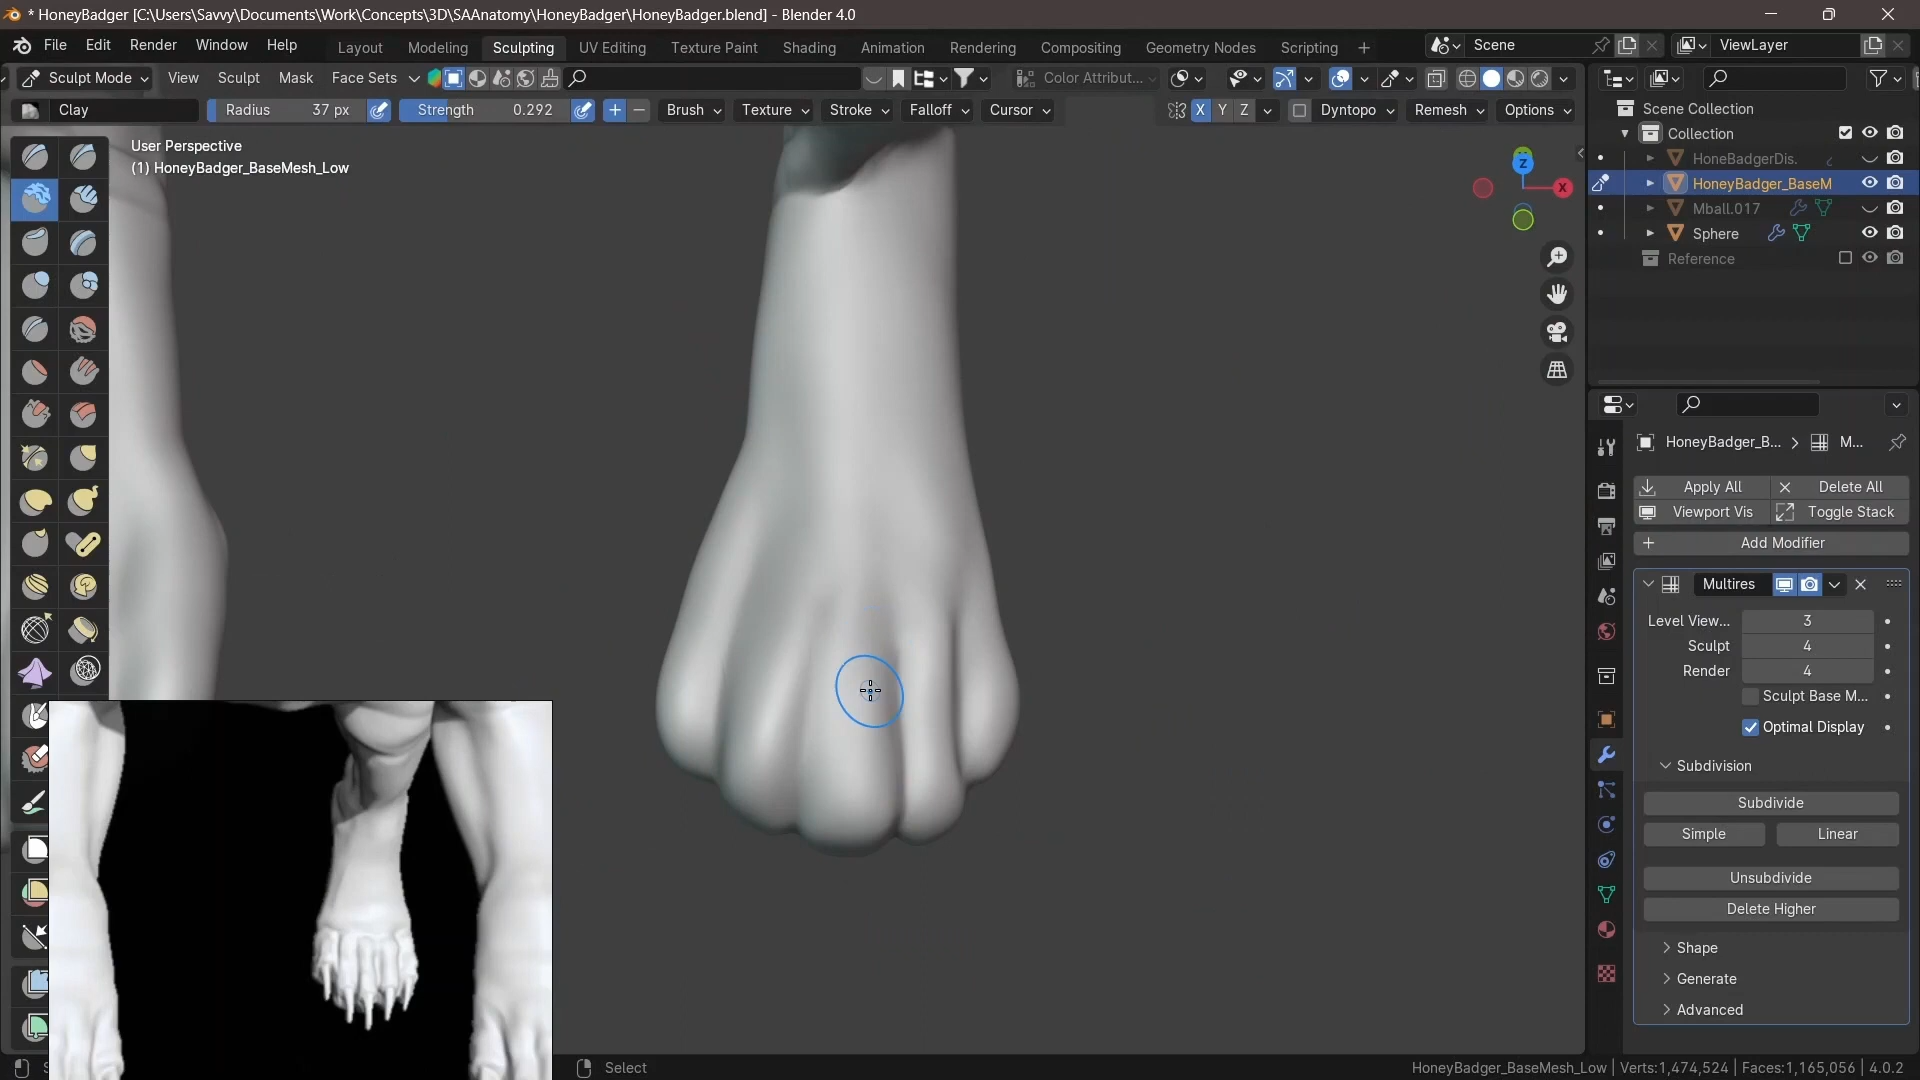 * HoneyBadger [C:\Users\Savvy\Documents\Work\Concepts\3D\SAAnatomy\HoneyBadger\HoneyBadger.blend] - Blender 4.0
File Edit Render Window Help Layout Modeling Sculpting UV Editing Texture Paint Shading Animation Rendering Compositing Geometry Nodes Scripting + Scene ViewLayer
Sculpt Mode View Sculpt Mask Face Sets Color Attribut...
Clay Radius 37 px Strength 0.292 Brush Texture Stroke Falloff Cursor X Y Z Dyntopo Remesh Options
User Perspective
(1) HoneyBadger_BaseMesh_Low
Z
X
Scene Collection
Collection
HoneBadgerDis.
HoneyBadger_BaseM
Mball.017
Sphere
Reference
HoneyBadger_B... M...
Apply All Delete All
Viewport Vis Toggle Stack
Add Modifier
Multires
Level View... 3
Sculpt 4
Render 4
Sculpt Base M...
Optimal Display
Subdivision
Subdivide
Simple Linear
Unsubdivide
Delete Higher
Shape
Generate
Advanced
Select HoneyBadger_BaseMesh_Low | Verts:1,474,524 | Faces:1,165,056 | 4.0.2